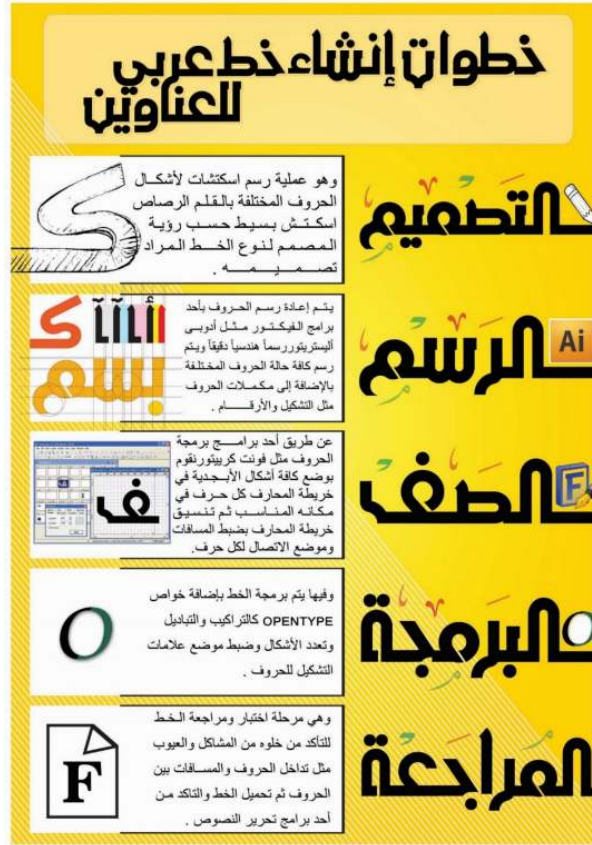 خطوات إنشاء خط عربي
للعناوين
التصميم
وهو عملية رسم اسكتشات لأشكال
الحروف المختلفة بالقلم الرصاص
اسكتش بسيط حسب رؤية
المصمم لنوع الخط المراد
تصميمه .
الرسم
Ai
يتم إعادة رسم الحروف بأحد
برامج الفيكتور مثل أدوبى
أليستريتوررسماً هندسياً دقيقاً ويتم
رسم كافة حالة الحروف المختلفة
بالإضافة إلى مكملات الحروف
مثل التشكيل والأرقام .
بسم
الصف
F
عن طريق أحد برامج برمجة
الحروف مثل فونت كرييتورنقوم
بوضع كافة أشكال الأبجدية في
خريطة المحارف كل حرف في
مكانه المناسب ثم تنسيق
خريطة المحارف بضبط المسافات
وموضع الاتصال لكل حرف.
ف
البرمجة
وفيها يتم برمجة الخط بإضافة خواص
OPENTYPE كالتراكيب والتباديل
وتعدد الأشكال وضبط موضع علامات
التشكيل للحروف .
O
المراجعة
وهي مرحلة اختبار ومراجعة الخط
للتأكد من خلوه من المشاكل والعيوب
مثل تداخل الحروف والمسافات بين
الحروف ثم تحميل الخط والتاكد من
أحد برامج تحرير النصوص .
F